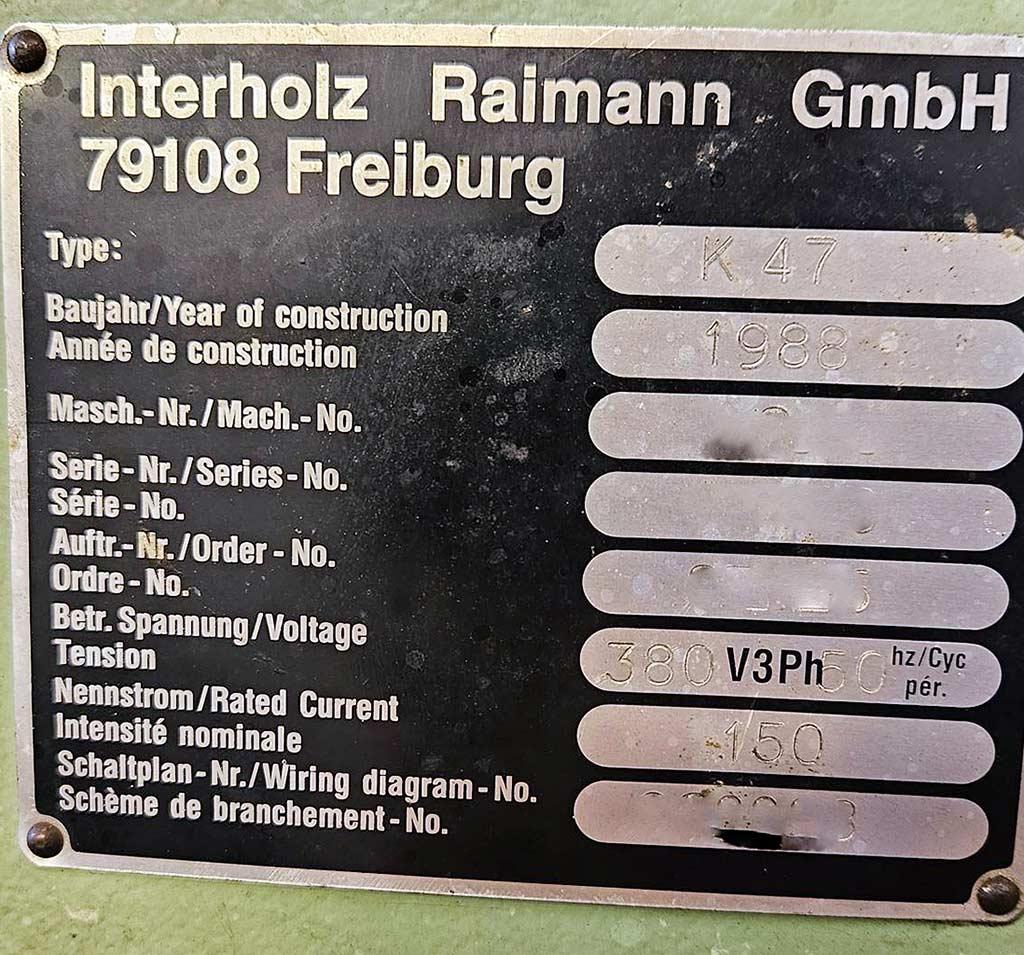 Interholz Raimann GmbH
79108 Freiburg
Type: K 47
Baujahr/Year of construction 1988
Année de construction
Masch.-Nr./Mach.-No.
Serie-Nr./Series-No.
Série-No.
Auftr.-Nr./Order-No.
Ordre-No.
Betr. Spannung/Voltage 380 V3Ph 50 hz/Cyc
Tension pér.
Nennstrom/Rated Current 150
Intensité nominale
Schaltplan-Nr./Wiring diagram-No.
Schème de branchement-No.